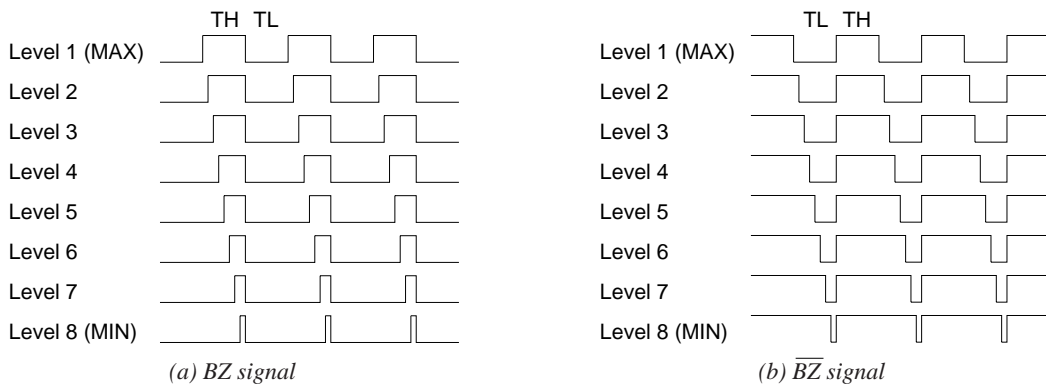 TH TL
Level 1 (MAX)
Level 2
Level 3
Level 4
Level 5
Level 6
Level 7
Level 8 (MIN)
(a) BZ signal
TL TH
Level 1 (MAX)
Level 2
Level 3
Level 4
Level 5
Level 6
Level 7
Level 8 (MIN)
(b) B̅Z̅ signal